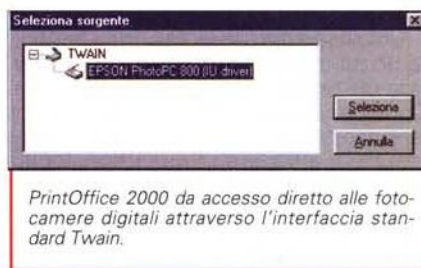 Seleziona sorgente
TWAIN
EPSON PhotoPC 800 (IU driver)
Seleziona
Annulla
PrintOffice 2000 da accesso diretto alle foto-
camere digitali attraverso l'interfaccia stan-
dard Twain.